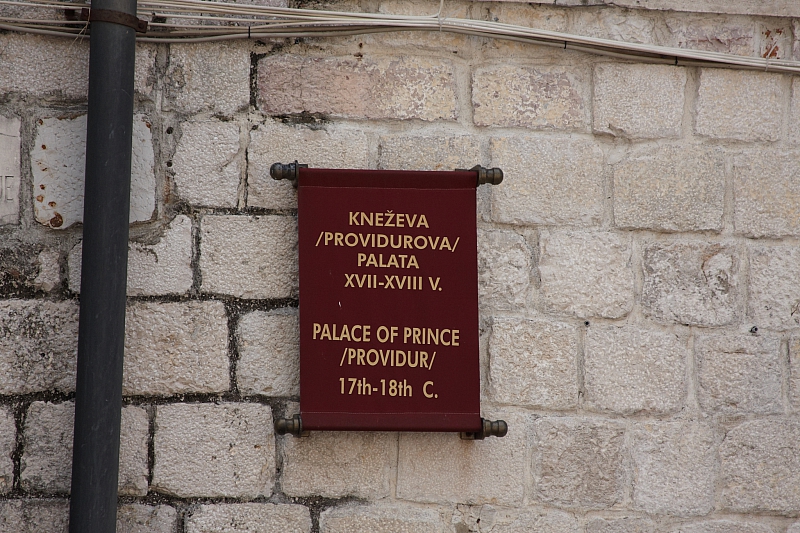 KNEŽEVA
/PROVIDUROVA/
PALATA
XVII-XVIII V.
PALACE OF PRINCE
/PROVIDUR/
17th-18th C.